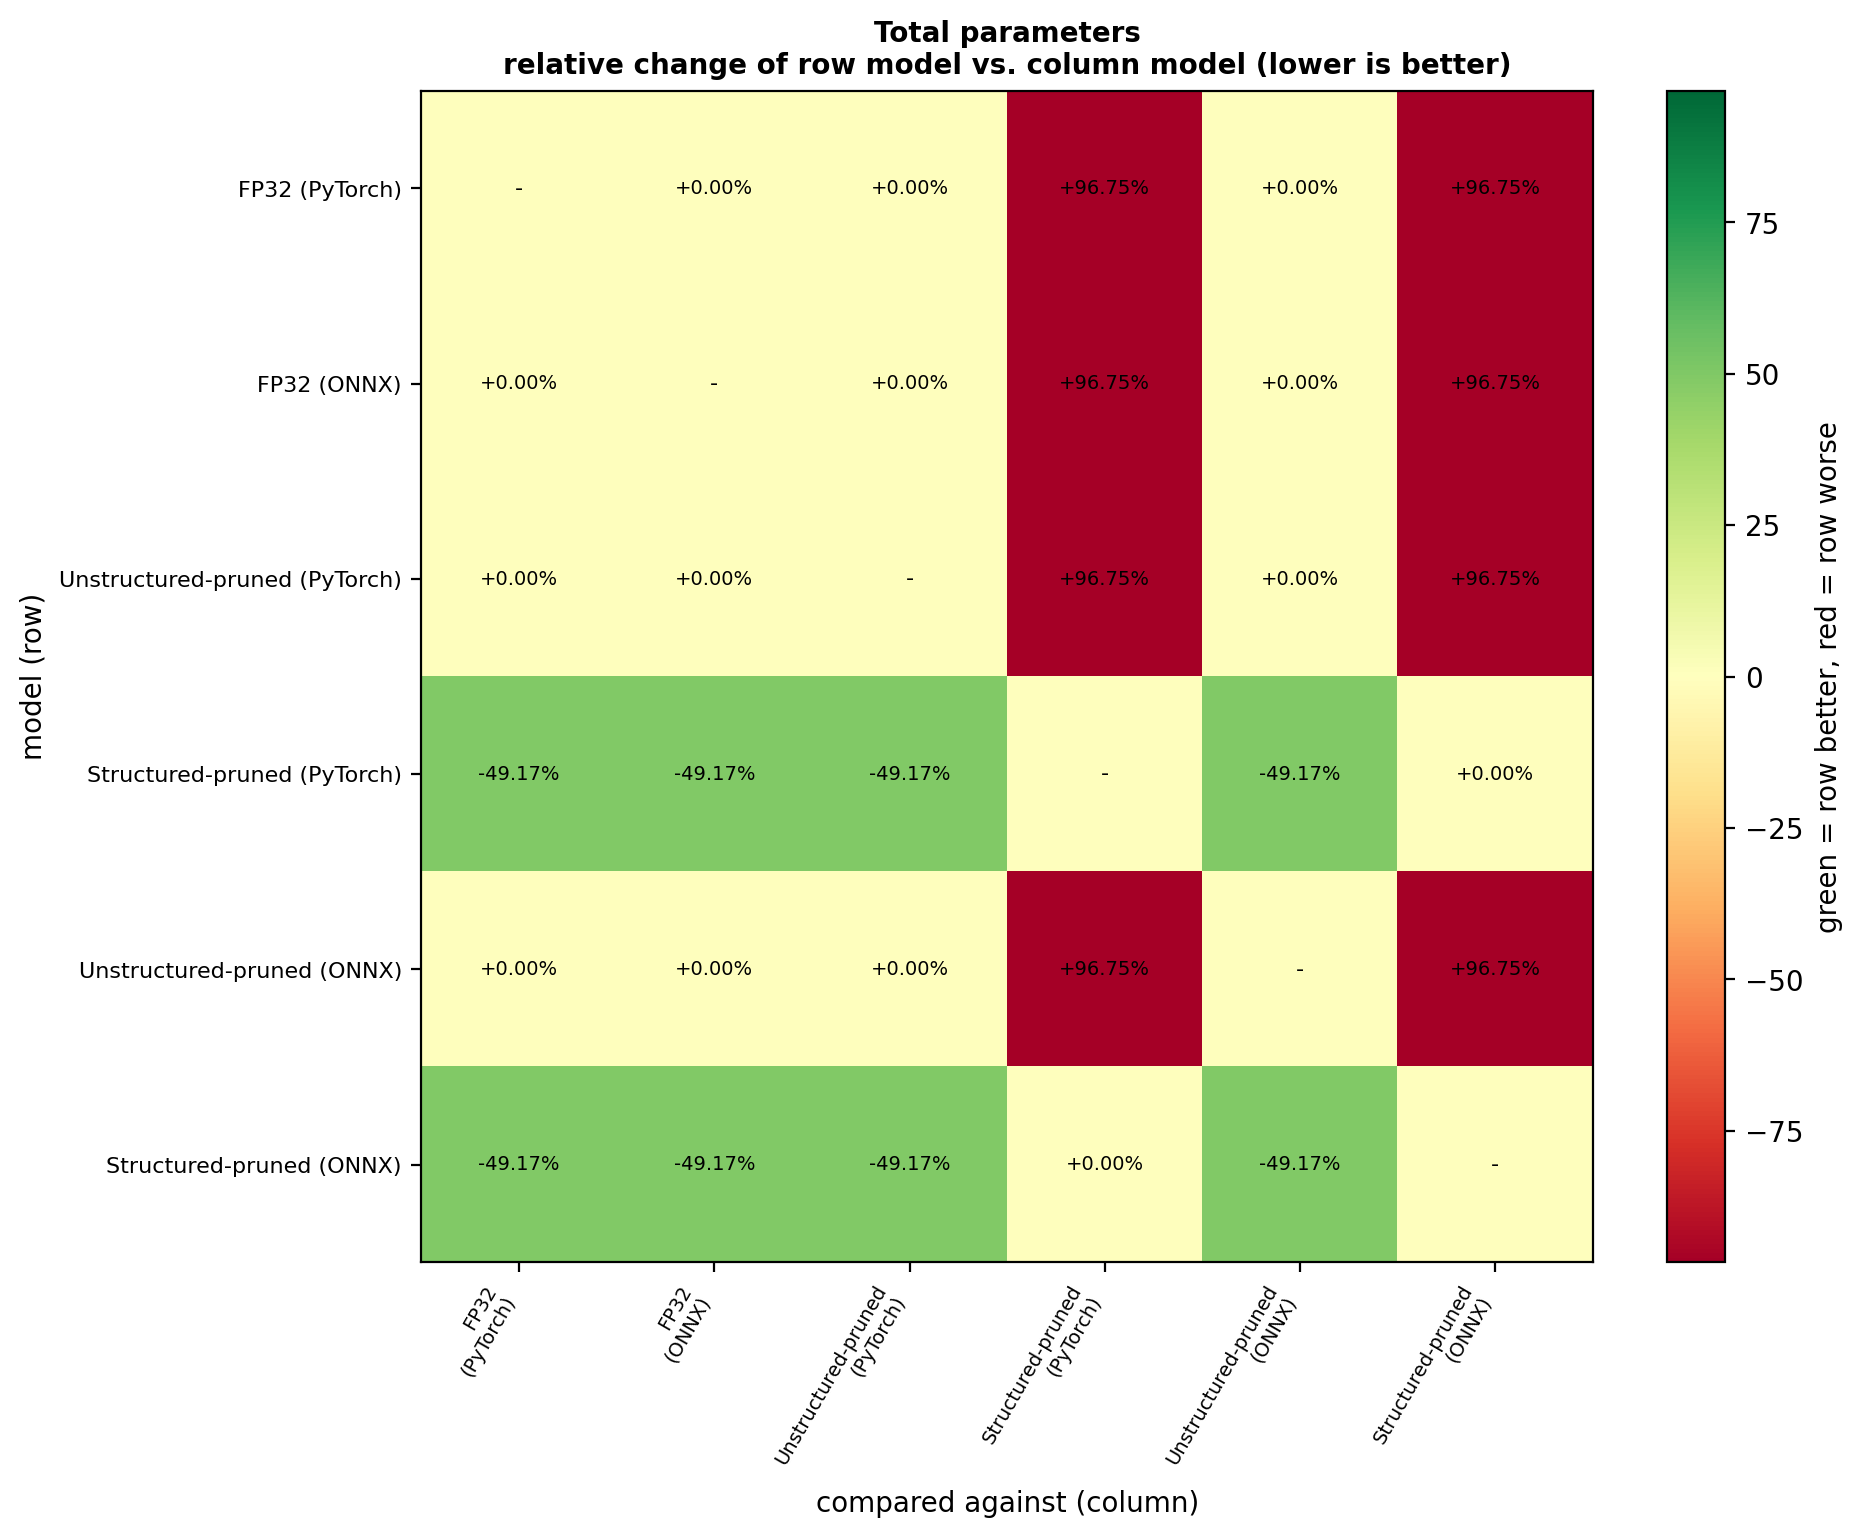 Total parameters
relative change of row model vs. column model (lower is better)
FP32 (PyTorch)
- +0.00% +0.00% +96.75% +0.00% +96.75%
FP32 (ONNX)
+0.00% - +0.00% +96.75% +0.00% +96.75%
Unstructured-pruned (PyTorch)
+0.00% +0.00% - +96.75% +0.00% +96.75%
Structured-pruned (PyTorch)
-49.17% -49.17% -49.17% - -49.17% +0.00%
Unstructured-pruned (ONNX)
+0.00% +0.00% +0.00% +96.75% - +96.75%
Structured-pruned (ONNX)
-49.17% -49.17% -49.17% +0.00% -49.17% -
model (row)
FP32
(PyTorch)
FP32
(ONNX)
Unstructured-pruned
(PyTorch)
Structured-pruned
(PyTorch)
Unstructured-pruned
(ONNX)
Structured-pruned
(ONNX)
compared against (column)
75
50
25
0
−25
−50
−75
green = row better, red = row worse